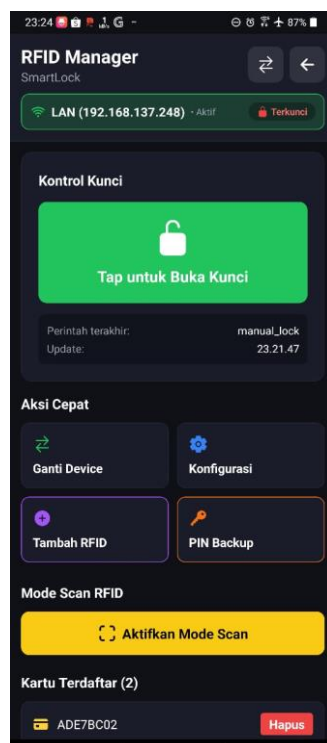 23:24 G
87%
RFID Manager
SmartLock
LAN (192.168.137.248) • Aktif Terkunci
Kontrol Kunci
Tap untuk Buka Kunci
Perintah terakhir: manual_lock
Update: 23.21.47
Aksi Cepat
Ganti Device
Konfigurasi
Tambah RFID
PIN Backup
Mode Scan RFID
Aktifkan Mode Scan
Kartu Terdaftar (2)
ADE7BC02 Hapus